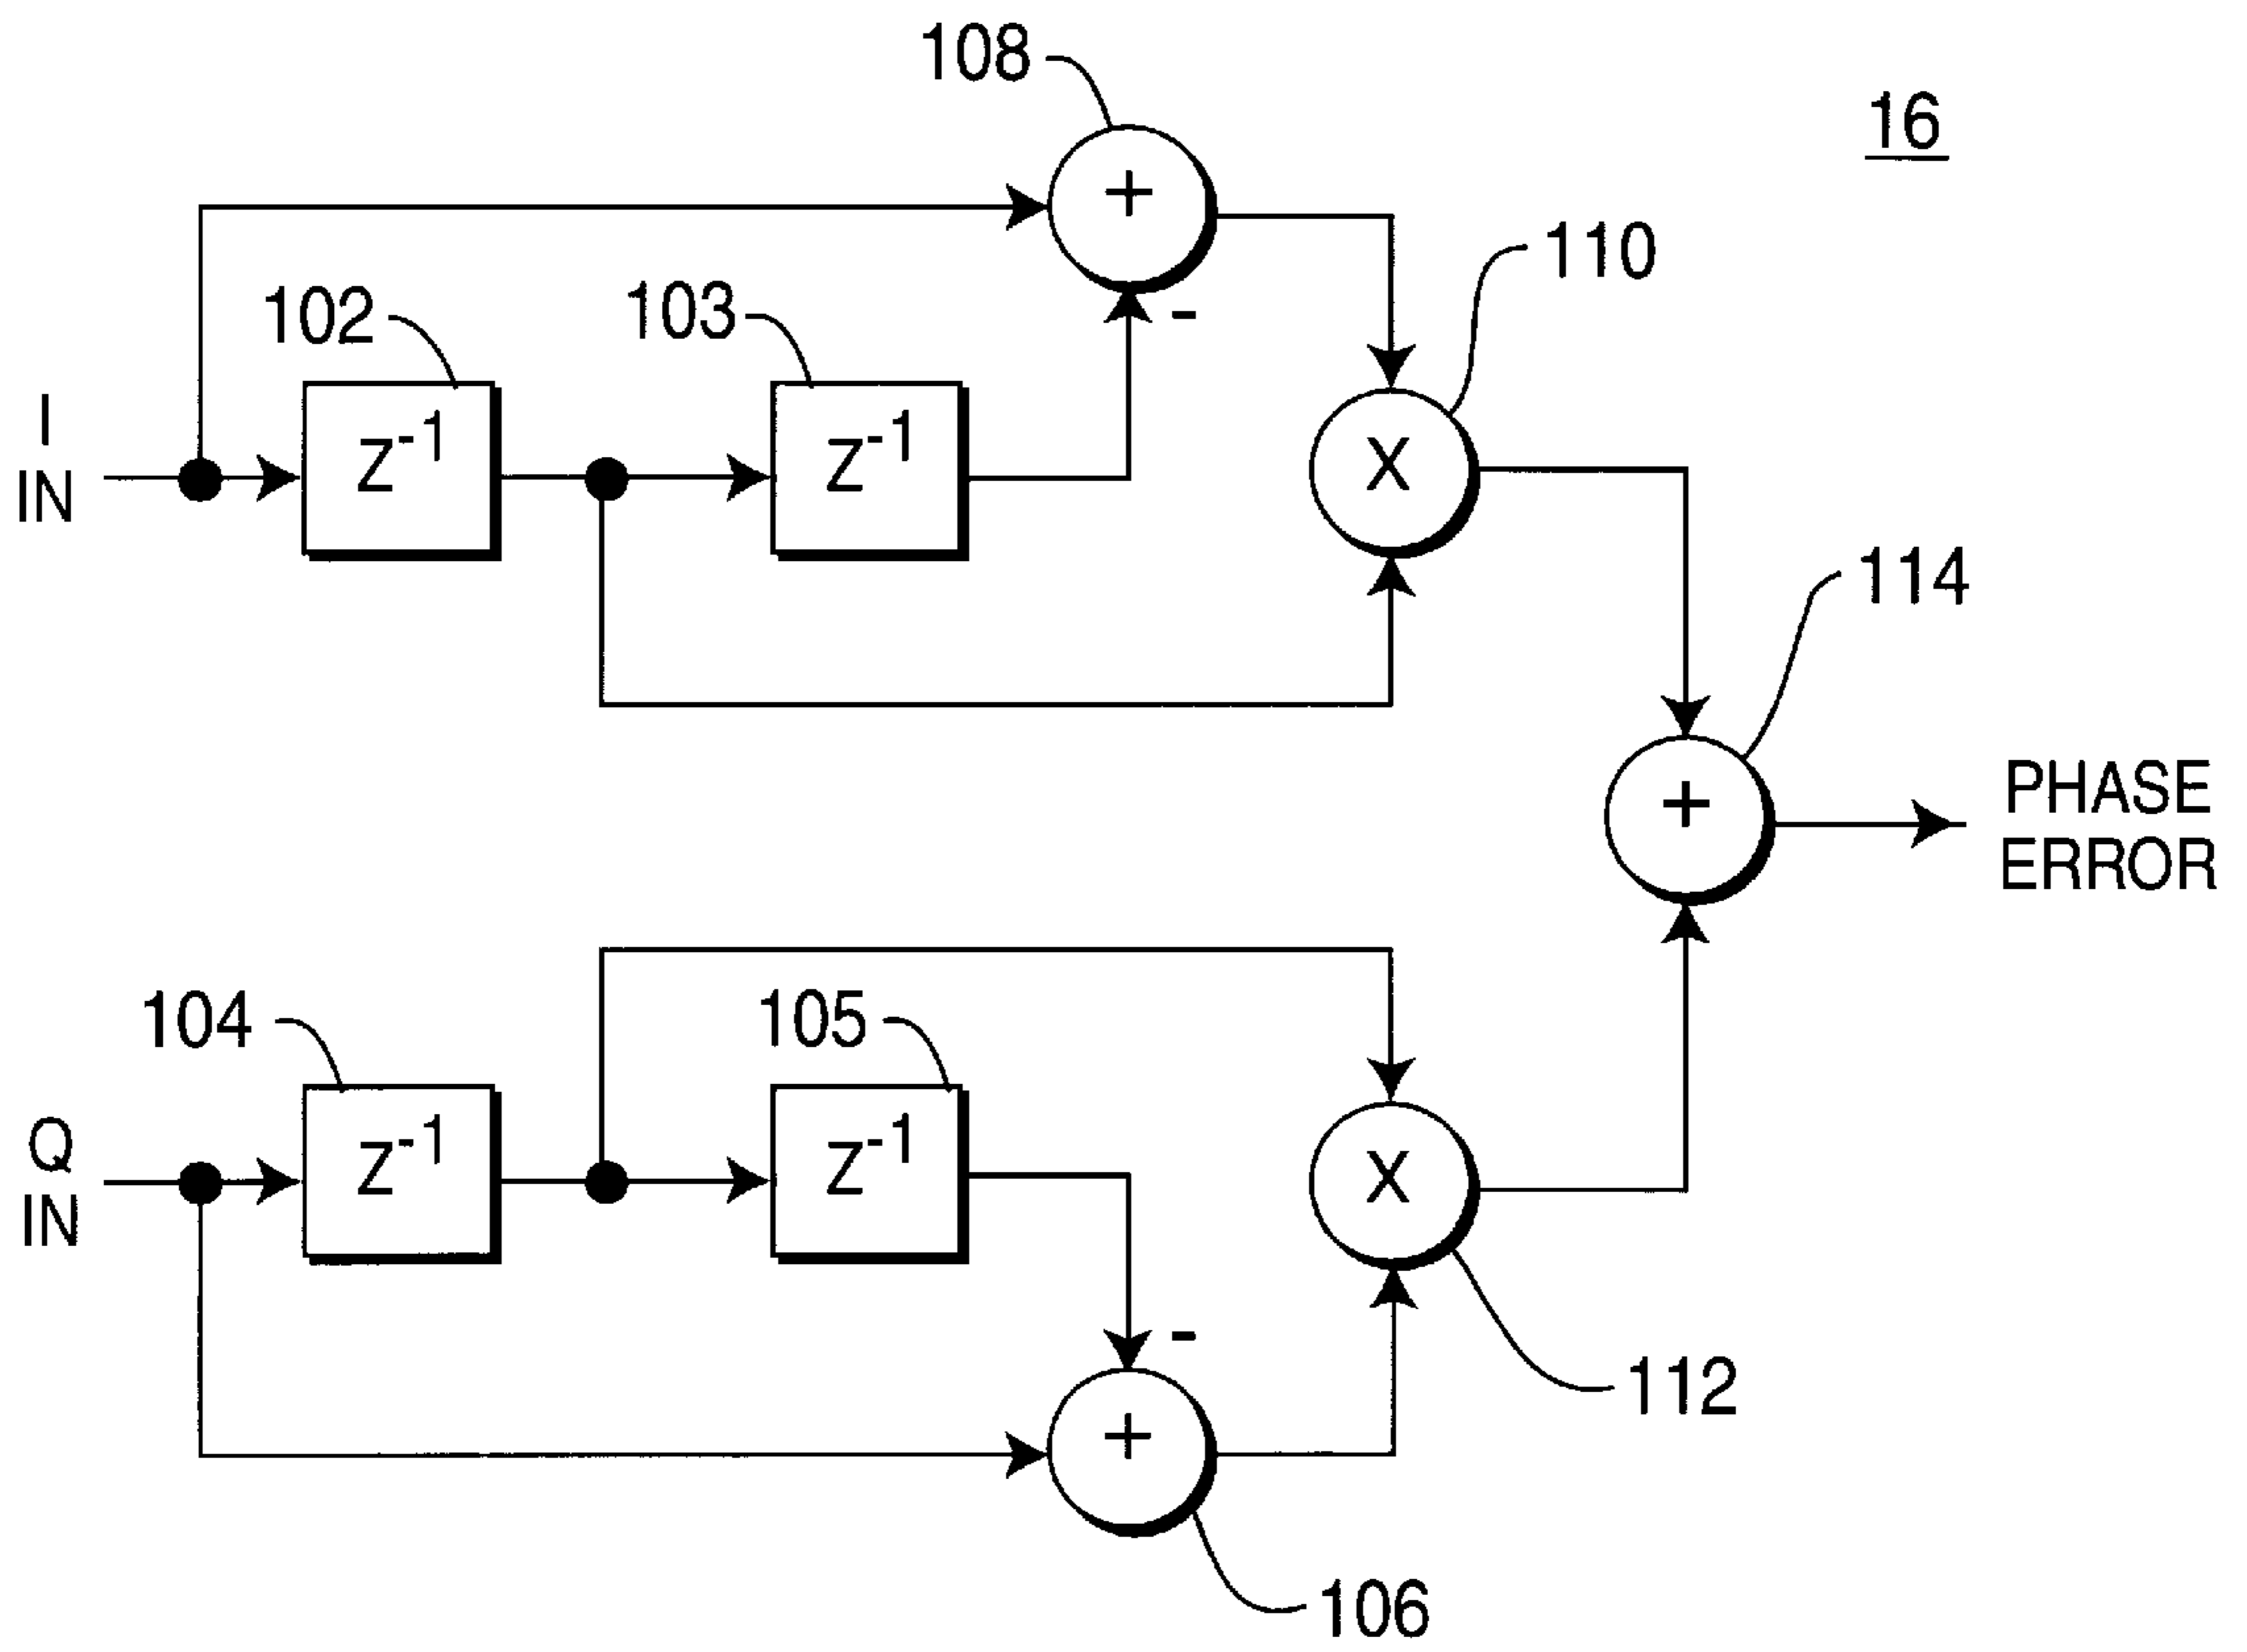 108
16
+
110
102
103
-
I
IN
Z-1
Z-1
X
114
+
PHASE
ERROR
104
105
Q
IN
Z-1
Z-1
X
-
112
+
106